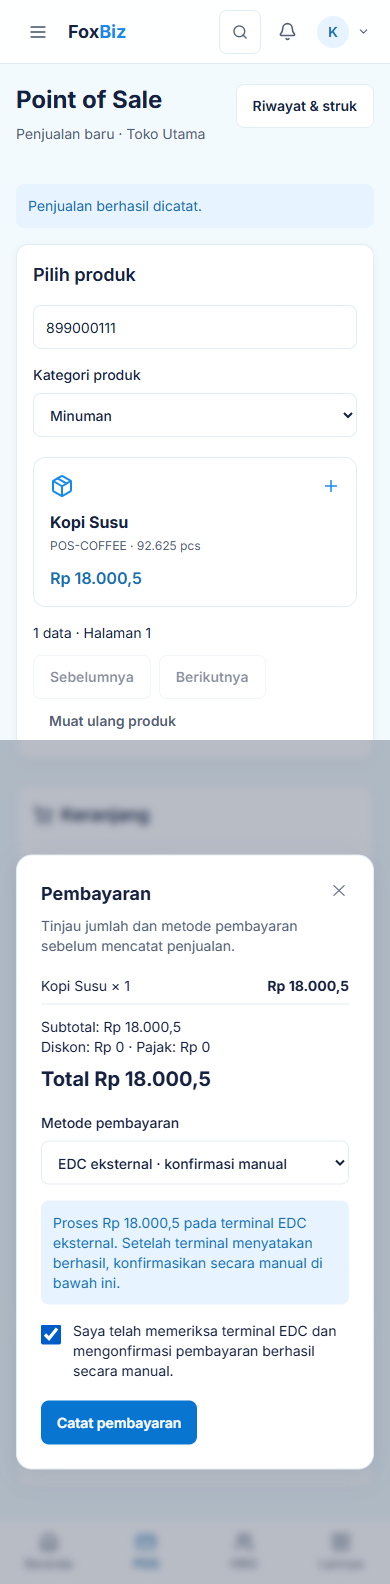 FoxBiz
K
Point of Sale
Riwayat & struk
Penjualan baru · Toko Utama
Penjualan berhasil dicatat.
Pilih produk
899000111
Kategori produk
Minuman
Kopi Susu
POS-COFFEE · 92.625 pcs
Rp 18.000,5
1 data · Halaman 1
Sebelumnya
Berikutnya
Muat ulang produk
Keranjang
Pembayaran
Tinjau jumlah dan metode pembayaran
sebelum mencatat penjualan.
Kopi Susu × 1
Rp 18.000,5
Subtotal: Rp 18.000,5
Diskon: Rp 0 · Pajak: Rp 0
Total Rp 18.000,5
Metode pembayaran
EDC eksternal · konfirmasi manual
Proses Rp 18.000,5 pada terminal EDC
eksternal. Setelah terminal menyatakan
berhasil, konfirmasikan secara manual di
bawah ini.
Saya telah memeriksa terminal EDC dan
mengonfirmasi pembayaran berhasil
secara manual.
Catat pembayaran